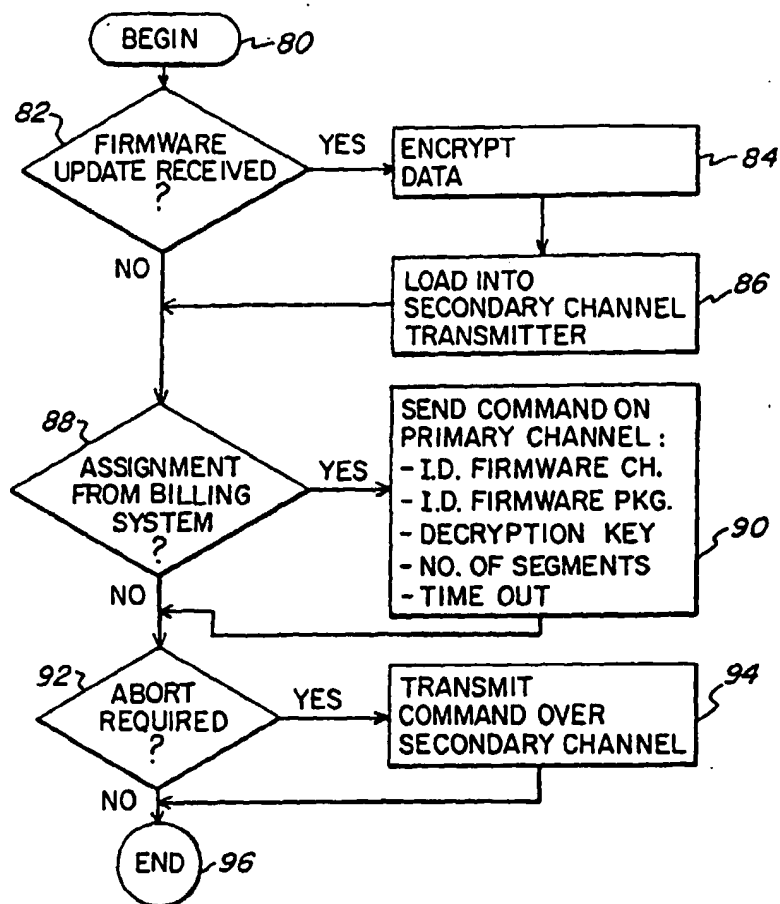 BEGIN
80
82
FIRMWARE
UPDATE RECEIVED
?
YES
ENCRYPT
DATA
84
NO
LOAD INTO
SECONDARY CHANNEL
TRANSMITTER
86
88
ASSIGNMENT
FROM BILLING
SYSTEM
?
YES
SEND COMMAND ON
PRIMARY CHANNEL :
- I.D. FIRMWARE CH.
- I.D. FIRMWARE PKG.
- DECRYPTION KEY
- NO. OF SEGMENTS
- TIME OUT
90
NO
92
ABORT
REQUIRED
?
YES
TRANSMIT
COMMAND OVER
SECONDARY CHANNEL
94
NO
END
96